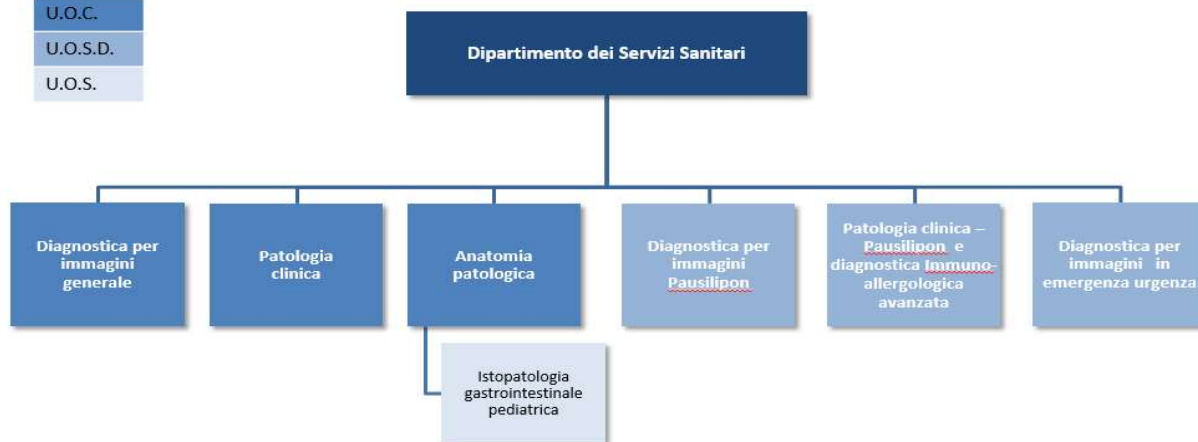 U.O.C.
U.O.S.D.
U.O.S.
Dipartimento dei Servizi Sanitari
Diagnostica per
immagini
generale
Patologia
clinica
Anatomia
patologica
Diagnostica per
immagini
Pausilipon
Patologia clinica –
Pausilipon e
diagnostica Immuno-
allergologica
avanzata
Diagnostica per
immagini in
emergenza urgenza
Istopatologia
gastrointestinale
pediatrica